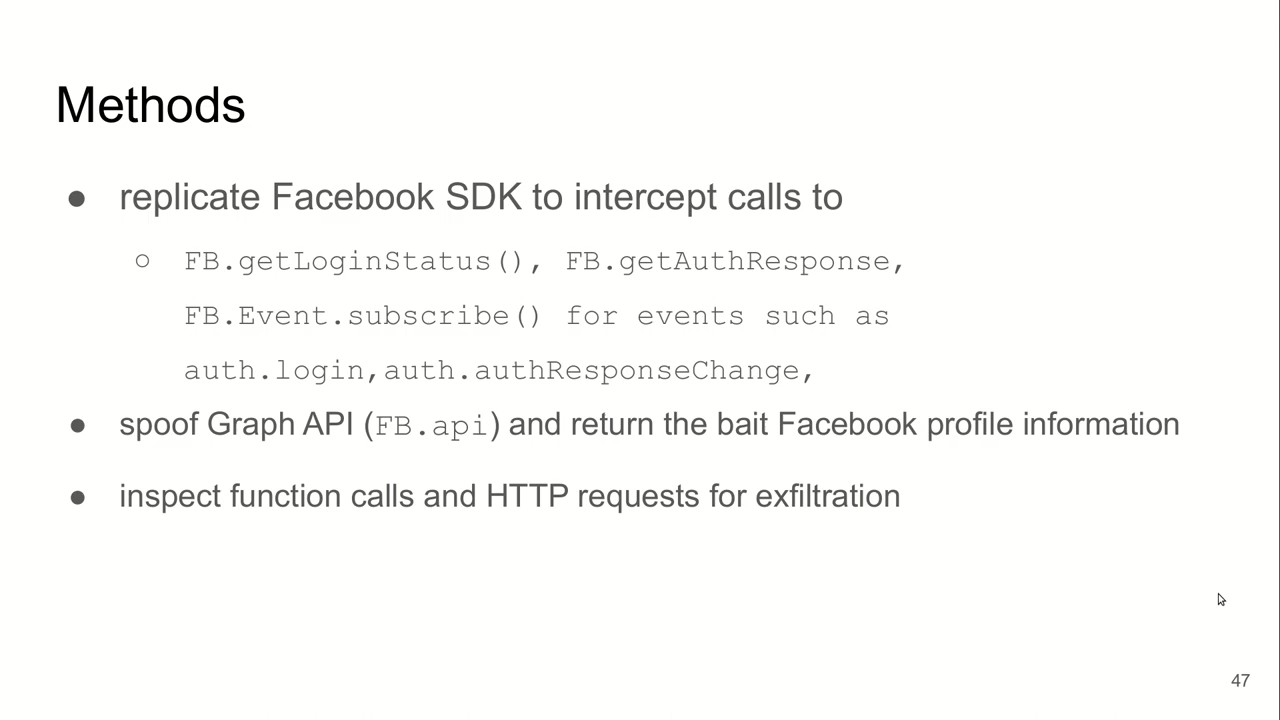 Methods
● replicate Facebook SDK to intercept calls to
○ FB.getLoginStatus(), FB.getAuthResponse,
FB.Event.subscribe() for events such as
auth.login,auth.authResponseChange,
● spoof Graph API (FB.api) and return the bait Facebook profile information
● inspect function calls and HTTP requests for exfiltration
47